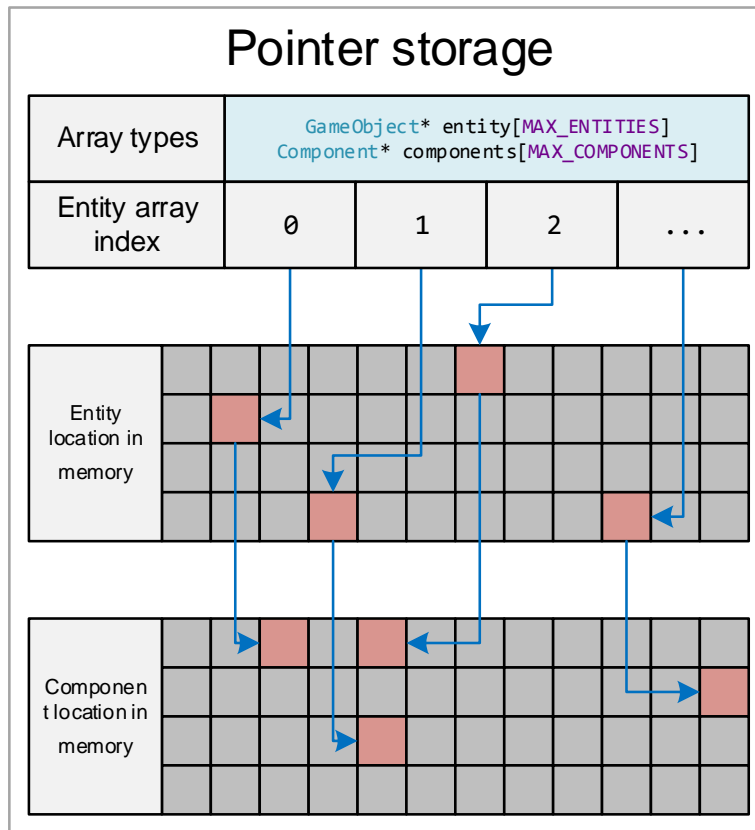 Pointer storage
Array types
GameObject* entity[MAX_ENTITIES]
Component* components[MAX_COMPONENTS]
Entity array
index
0
1
2
...
Entity
location in
memory
Componen
t location in
memory